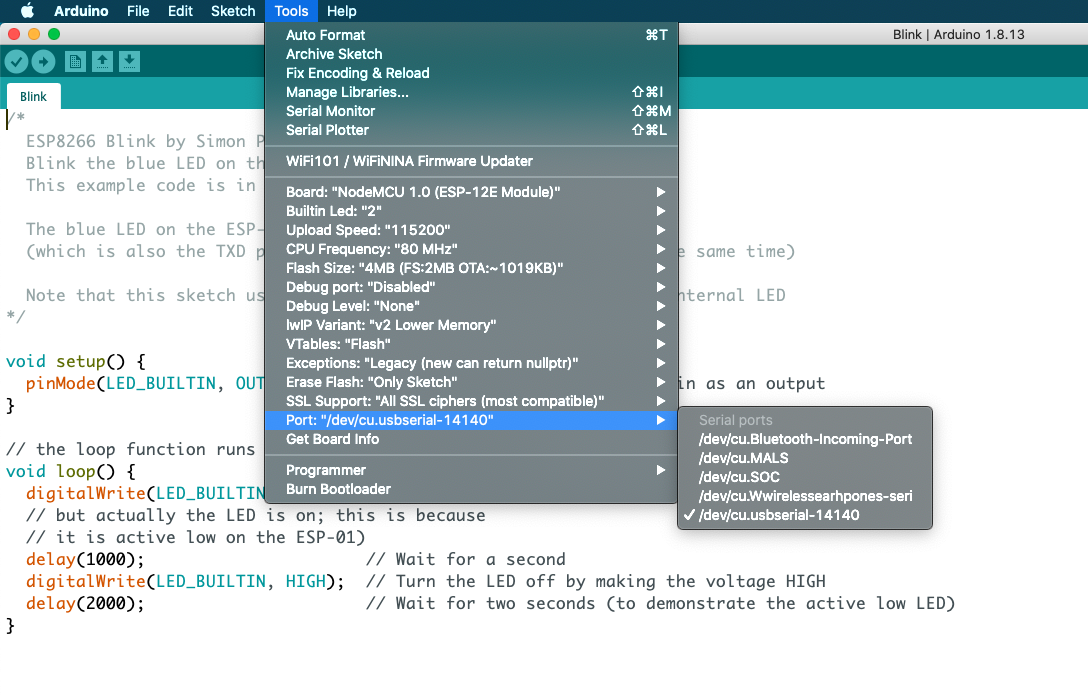 Arduino File Edit Sketch Tools Help
Blink | Arduino 1.8.13
Blink
Auto Format ⌘T
Archive Sketch
Fix Encoding & Reload
Manage Libraries... ⇧⌘I
Serial Monitor ⇧⌘M
Serial Plotter ⇧⌘L
WiFi101 / WiFiNINA Firmware Updater
Board: "NodeMCU 1.0 (ESP-12E Module)"
Builtin Led: "2"
Upload Speed: "115200"
CPU Frequency: "80 MHz"
Flash Size: "4MB (FS:2MB OTA:~1019KB)"
Debug port: "Disabled"
Debug Level: "None"
lwIP Variant: "v2 Lower Memory"
VTables: "Flash"
Exceptions: "Legacy (new can return nullptr)"
Erase Flash: "Only Sketch"
SSL Support: "All SSL ciphers (most compatible)"
Port: "/dev/cu.usbserial-14140"
Get Board Info
Programmer
Burn Bootloader
Serial ports
/dev/cu.Bluetooth-Incoming-Port
/dev/cu.MALS
/dev/cu.SOC
/dev/cu.Wwirelessearhpones-seri
✓ /dev/cu.usbserial-14140
/*
ESP8266 Blink by Simon P
Blink the blue LED on th
This example code is in
The blue LED on the ESP-
(which is also the TXD p e same time)
Note that this sketch us nternal LED
*/
void setup() {
pinMode(LED_BUILTIN, OUT in as an output
}
// the loop function runs
void loop() {
digitalWrite(LED_BUILTIN
// but actually the LED is on; this is because
// it is active low on the ESP-01)
delay(1000); // Wait for a second
digitalWrite(LED_BUILTIN, HIGH); // Turn the LED off by making the voltage HIGH
delay(2000); // Wait for two seconds (to demonstrate the active low LED)
}